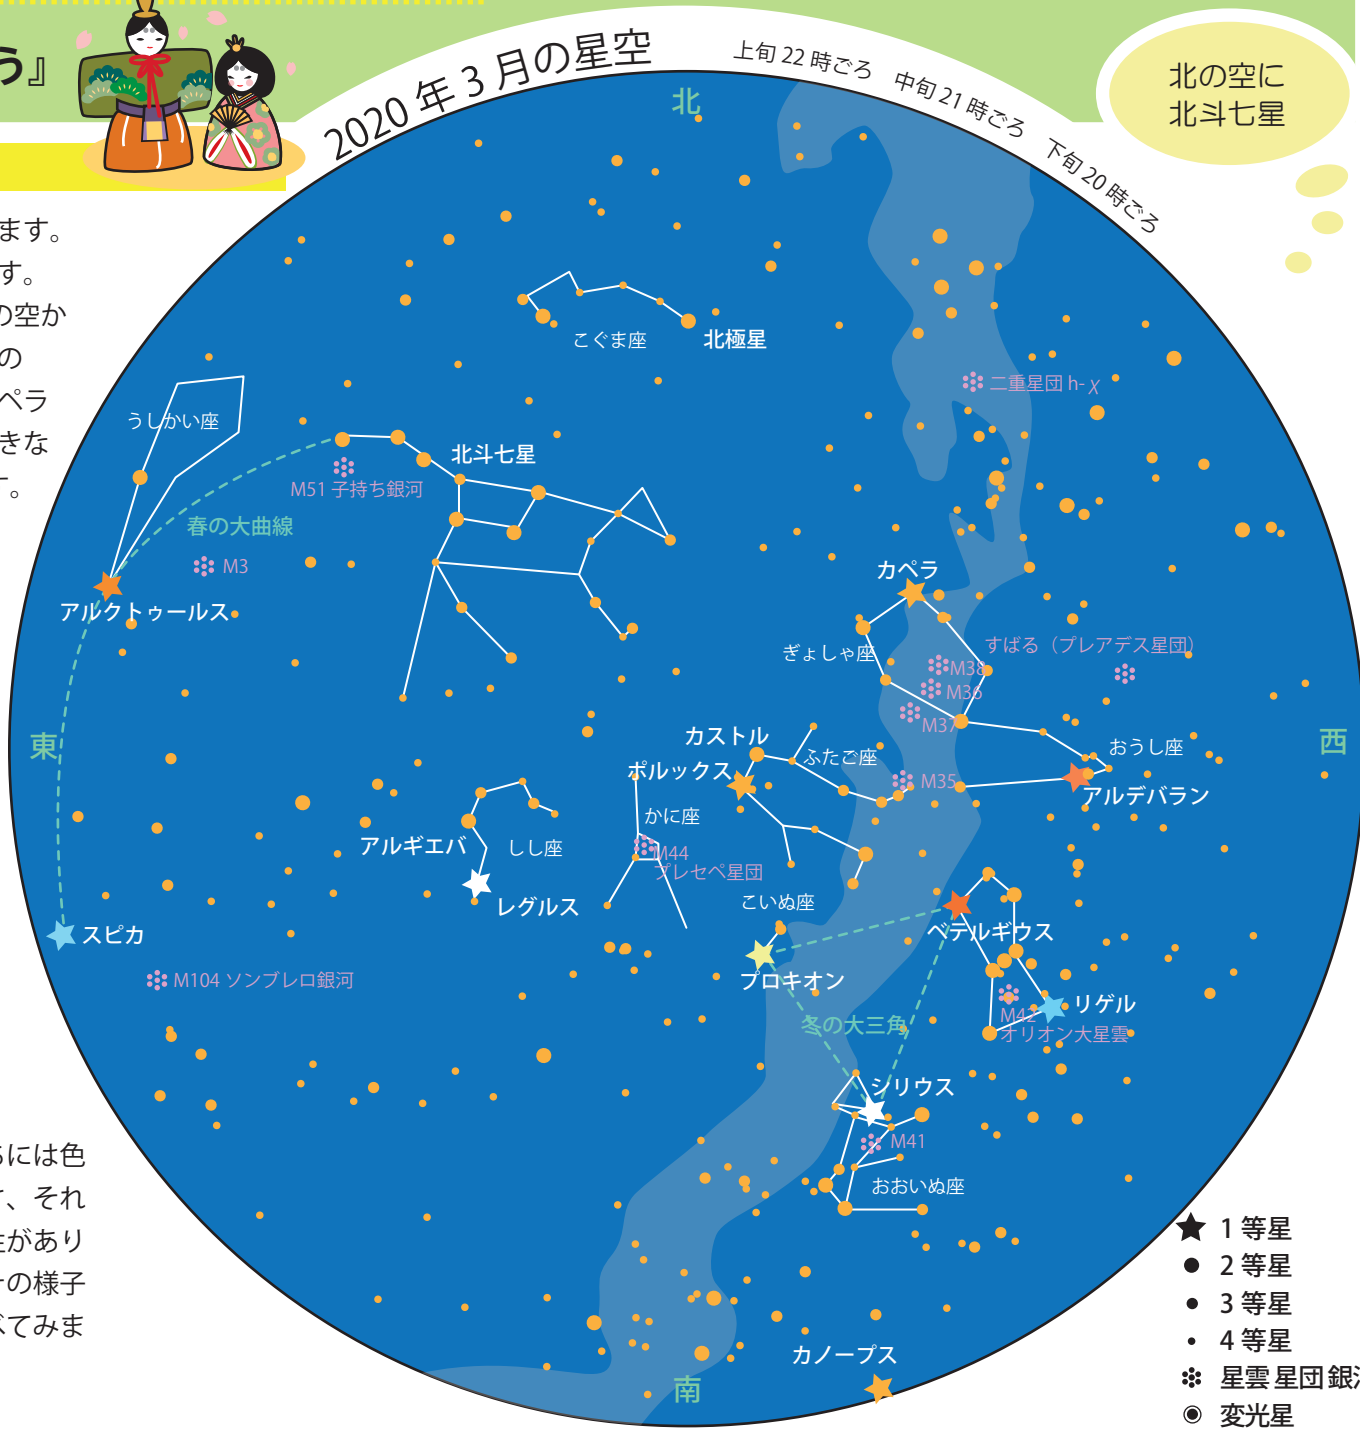 う』
2020 年 3 月の星空
上旬 22 時ごろ 中旬 21 時ごろ 下旬 20 時ごろ
北の空に
北斗七星
ます。
す。
の空か
の
ペラ
きな
す。
北
こぐま座
北極星
二重星団 h-χ
うしかい座
北斗七星
M51 子持ち銀河
春の大曲線
M3
アルクトゥールス
カペラ
ぎょしゃ座
すばる（プレアデス星団）
M38
M36
M37
東
西
カストル
ポルックス
ふたご座
おうし座
M35
アルデバラン
かに座
アルギエバ
しし座
M44
プレセペ星団
レグルス
こいぬ座
ベテルギウス
スピカ
プロキオン
M104 ソンブレロ銀河
リゲル
M42
オリオン大星雲
冬の大三角
シリウス
M41
おおいぬ座
カノープス
南
には色
、それ
性があり
の様子
べてみま
1 等星
2 等星
3 等星
4 等星
星雲 星団 銀河
変光星